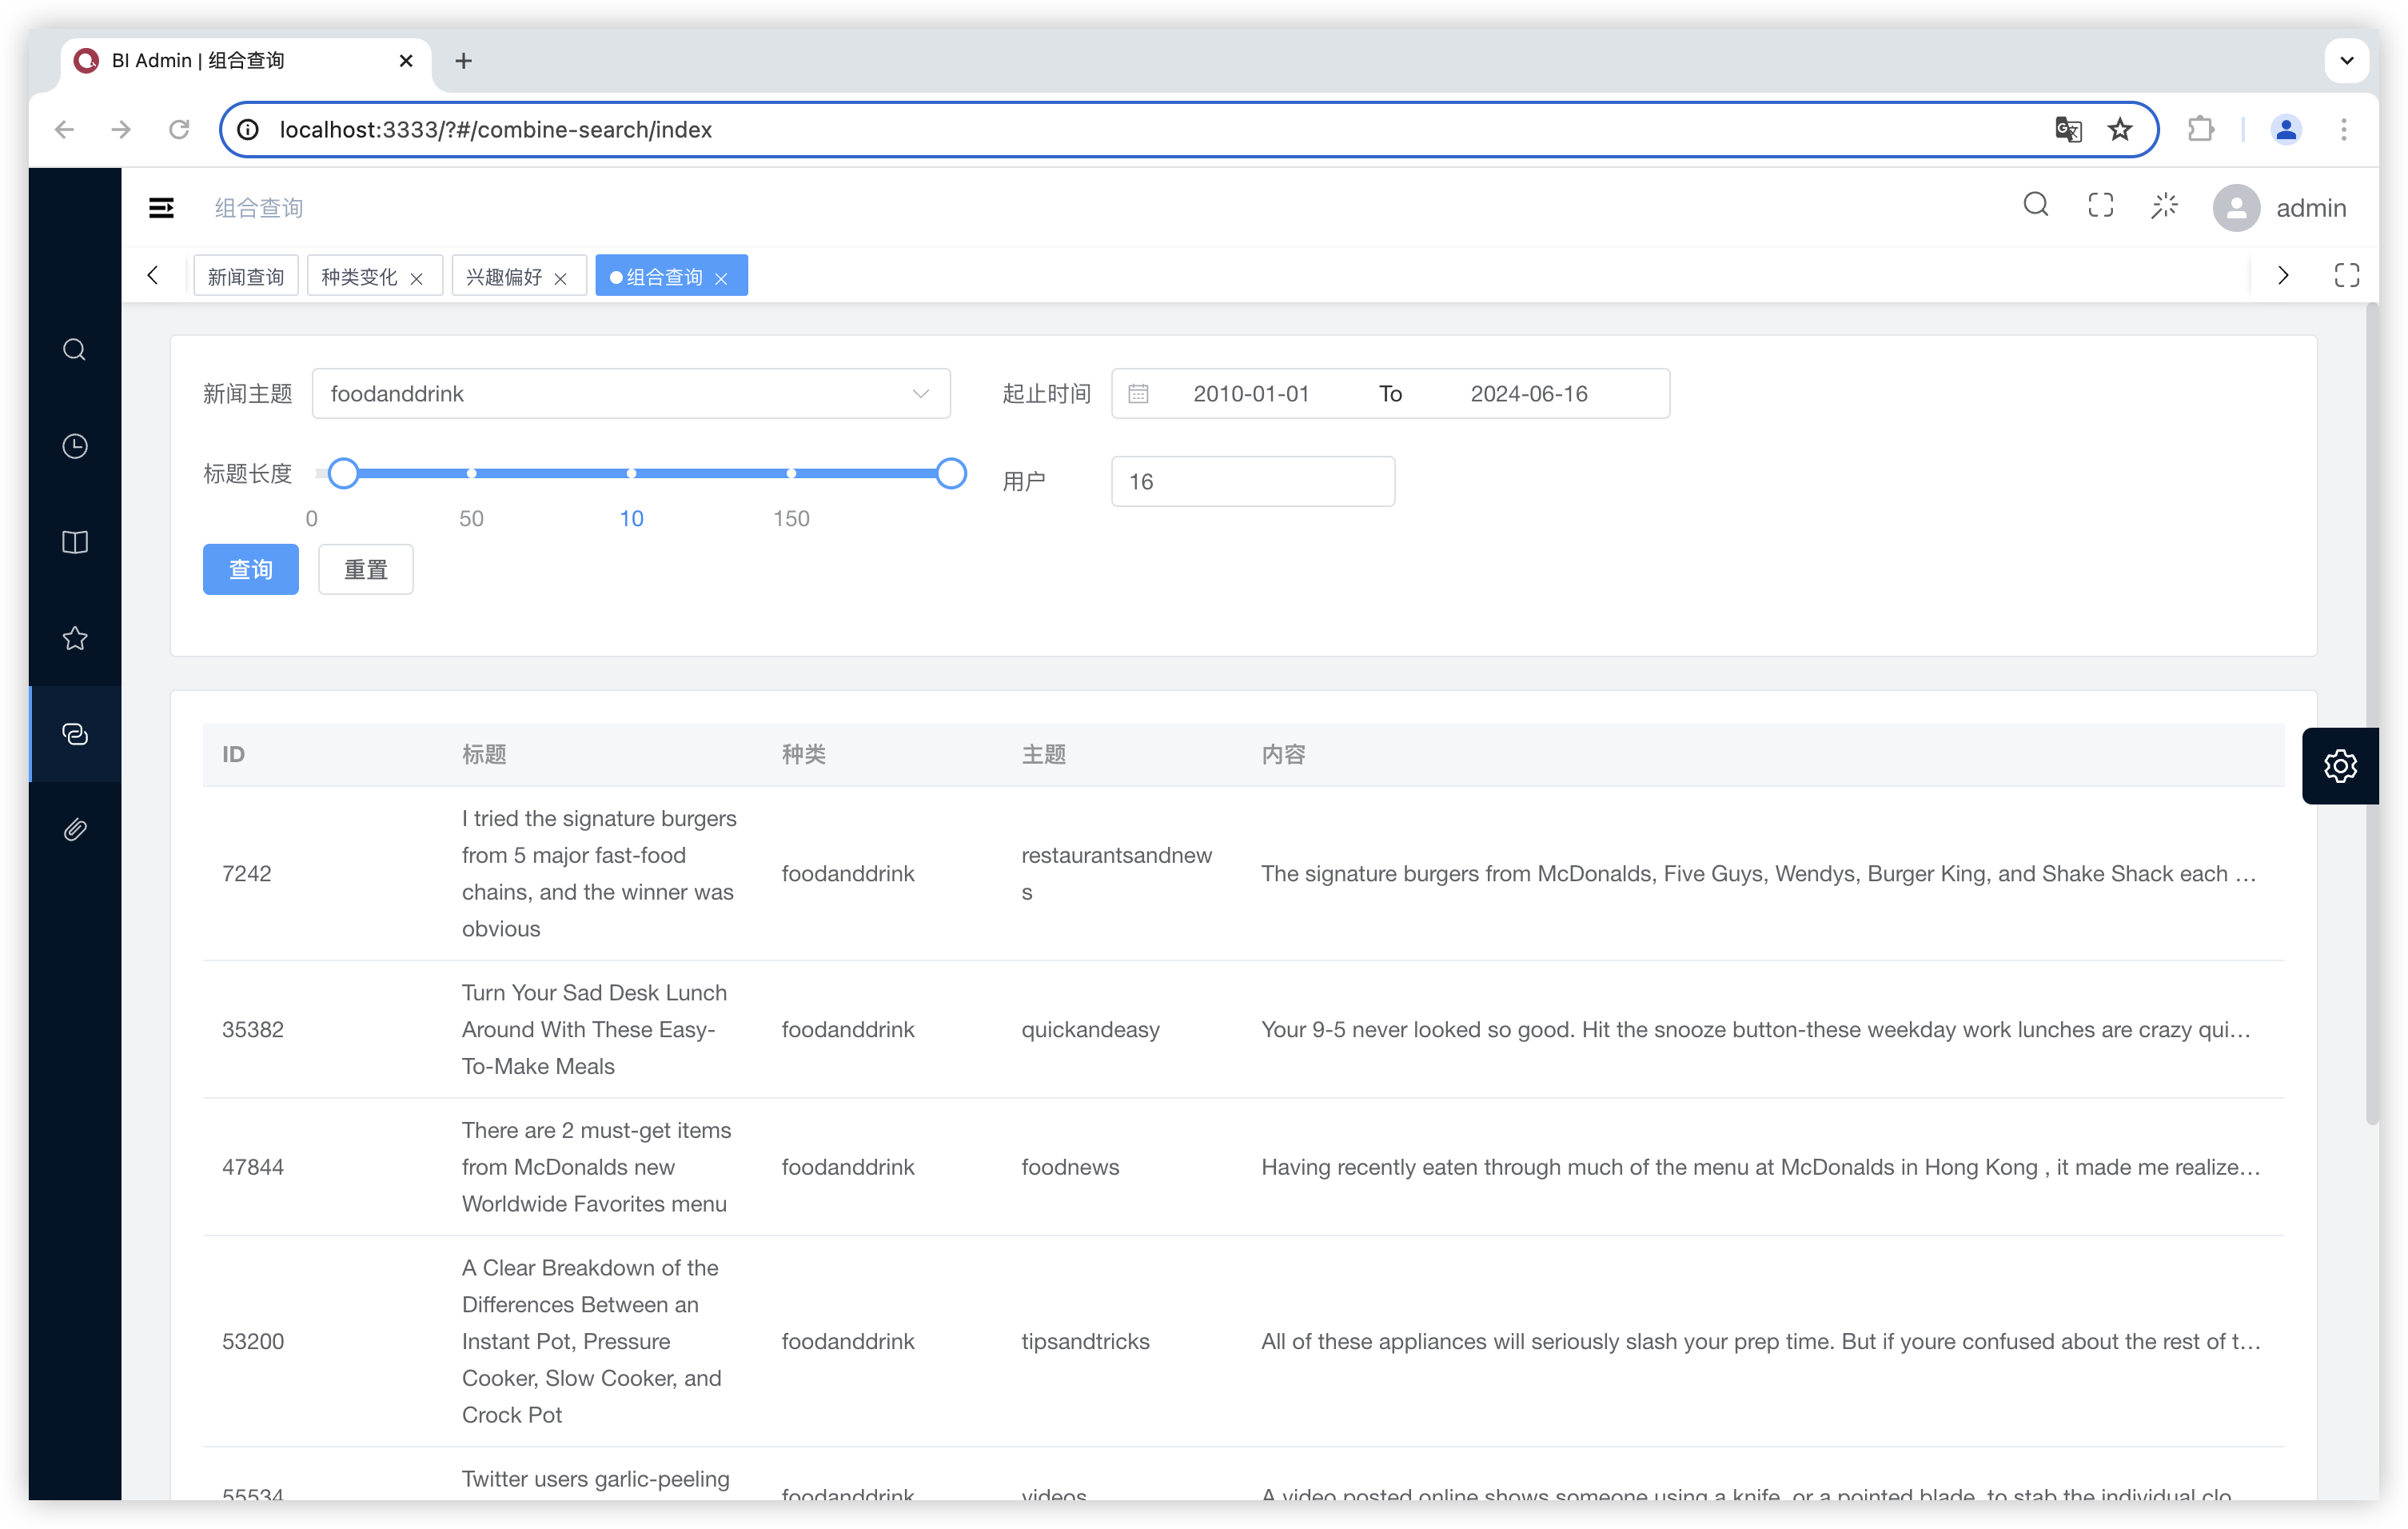 BI Admin | 组合查询
localhost:3333/?#/combine-search/index
组合查询
admin
新闻查询
种类变化
兴趣偏好
组合查询
新闻主题
foodanddrink
起止时间
2010-01-01
To
2024-06-16
标题长度
0
50
10
150
用户
16
查询
重置
ID
标题
种类
主题
内容
7242
I tried the signature burgers
from 5 major fast-food
chains, and the winner was
obvious
foodanddrink
restaurantsandnew
s
The signature burgers from McDonalds, Five Guys, Wendys, Burger King, and Shake Shack each …
35382
Turn Your Sad Desk Lunch
Around With These Easy-
To-Make Meals
foodanddrink
quickandeasy
Your 9-5 never looked so good. Hit the snooze button-these weekday work lunches are crazy qui…
47844
There are 2 must-get items
from McDonalds new
Worldwide Favorites menu
foodanddrink
foodnews
Having recently eaten through much of the menu at McDonalds in Hong Kong , it made me realize…
53200
A Clear Breakdown of the
Differences Between an
Instant Pot, Pressure
Cooker, Slow Cooker, and
Crock Pot
foodanddrink
tipsandtricks
All of these appliances will seriously slash your prep time. But if youre confused about the rest of t…
55534
Twitter users garlic-peeling
foodanddrink
videos
A video posted online shows someone using a knife, or a pointed blade, to stab the individual clo…